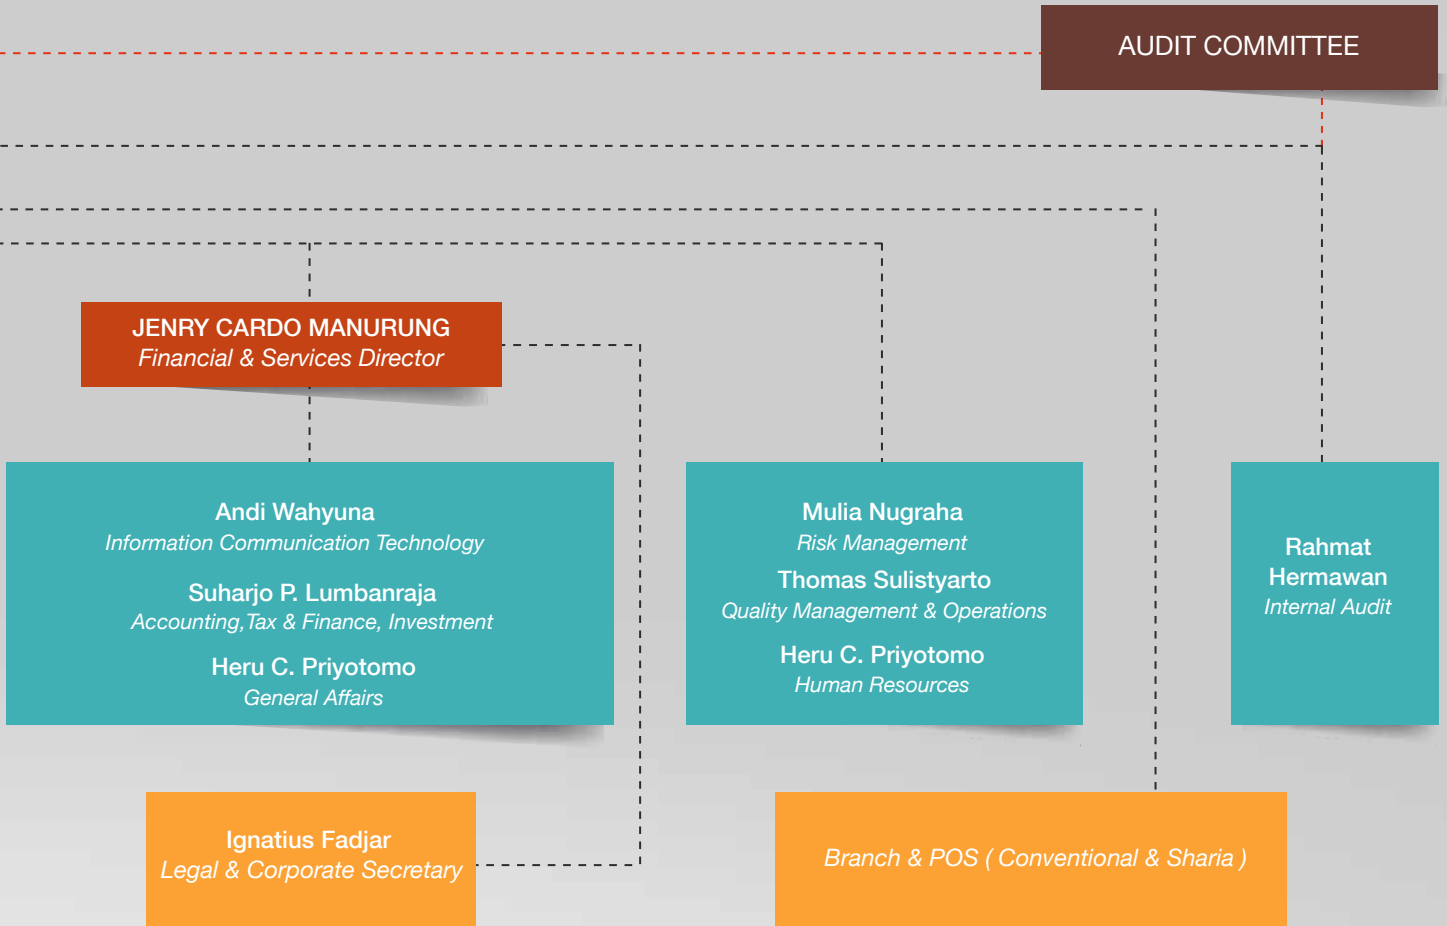 AUDIT COMMITTEE
JENRY CARDO MANURUNG
Financial & Services Director
Andi Wahyuna
Information Communication Technology
Suharjo P. Lumbanraja
Accounting,Tax & Finance, Investment
Heru C. Priyotomo
General Affairs
Mulia Nugraha
Risk Management
Thomas Sulistyarto
Quality Management & Operations
Heru C. Priyotomo
Human Resources
Rahmat
Hermawan
Internal Audit
Ignatius Fadjar
Legal & Corporate Secretary
Branch & POS ( Conventional & Sharia )